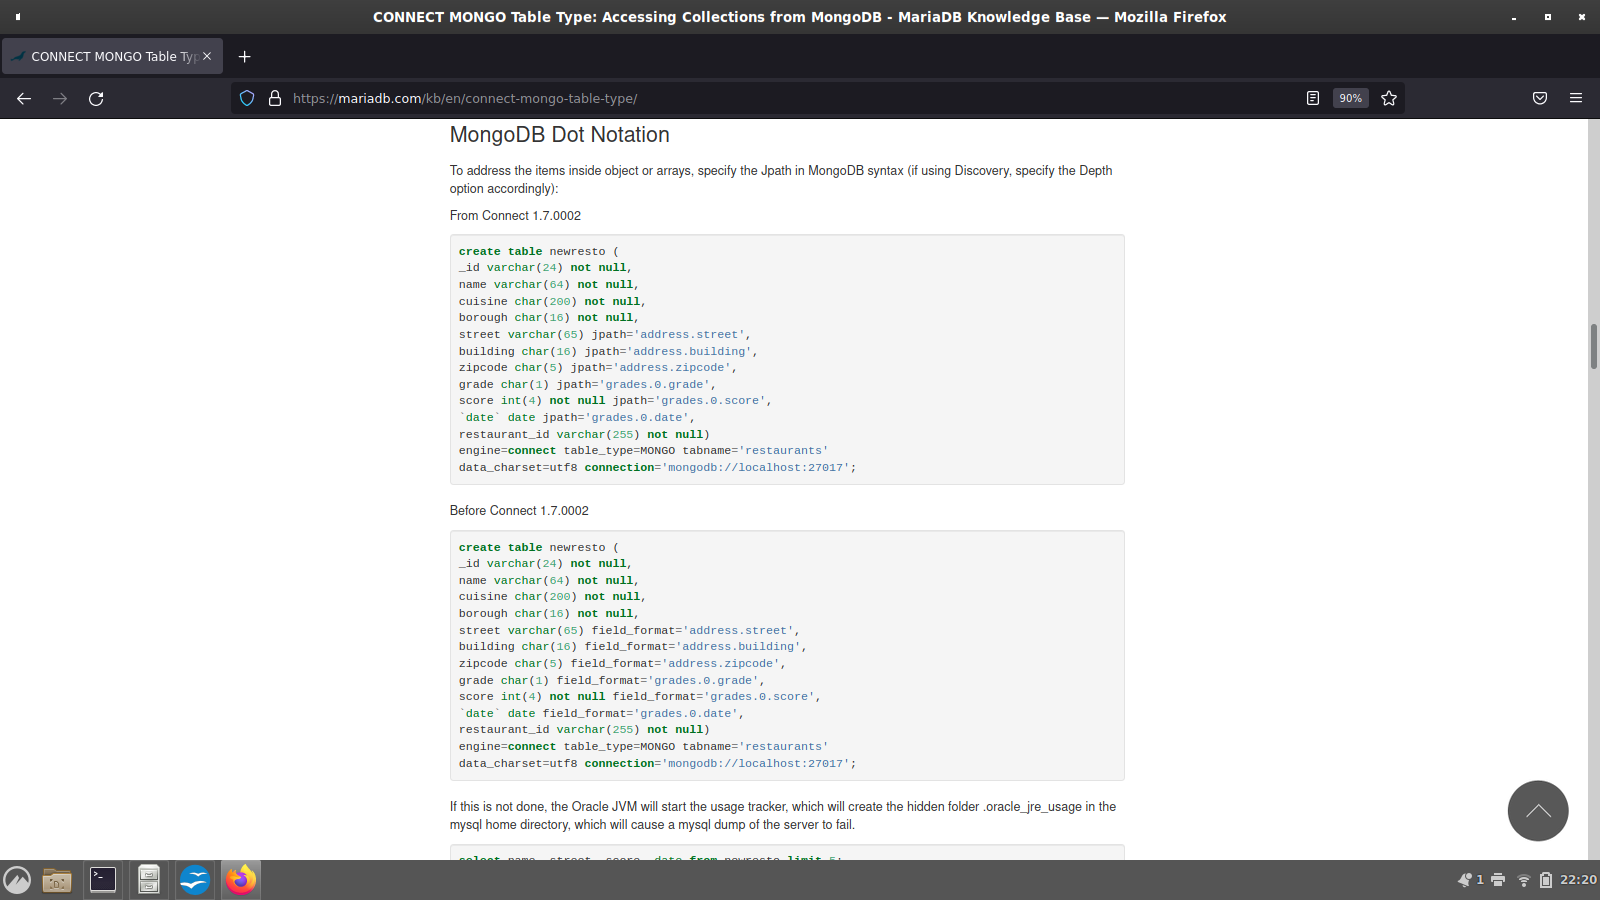 CONNECT MONGO Table Type: Accessing Collections from MongoDB - MariaDB Knowledge Base — Mozilla Firefox
CONNECT MONGO Table Typ
https://mariadb.com/kb/en/connect-mongo-table-type/
90%
MongoDB Dot Notation
To address the items inside object or arrays, specify the Jpath in MongoDB syntax (if using Discovery, specify the Depth
option accordingly):
From Connect 1.7.0002
create table newresto (
_id varchar(24) not null,
name varchar(64) not null,
cuisine char(200) not null,
borough char(16) not null,
street varchar(65) jpath='address.street',
building char(16) jpath='address.building',
zipcode char(5) jpath='address.zipcode',
grade char(1) jpath='grades.0.grade',
score int(4) not null jpath='grades.0.score',
`date` date jpath='grades.0.date',
restaurant_id varchar(255) not null)
engine=connect table_type=MONGO tabname='restaurants'
data_charset=utf8 connection='mongodb://localhost:27017';
Before Connect 1.7.0002
create table newresto (
_id varchar(24) not null,
name varchar(64) not null,
cuisine char(200) not null,
borough char(16) not null,
street varchar(65) field_format='address.street',
building char(16) field_format='address.building',
zipcode char(5) field_format='address.zipcode',
grade char(1) field_format='grades.0.grade',
score int(4) not null field_format='grades.0.score',
`date` date field_format='grades.0.date',
restaurant_id varchar(255) not null)
engine=connect table_type=MONGO tabname='restaurants'
data_charset=utf8 connection='mongodb://localhost:27017';
If this is not done, the Oracle JVM will start the usage tracker, which will create the hidden folder .oracle_jre_usage in the
mysql home directory, which will cause a mysql dump of the server to fail.
select name, street, score, date from newresto limit 5;
1
22:20